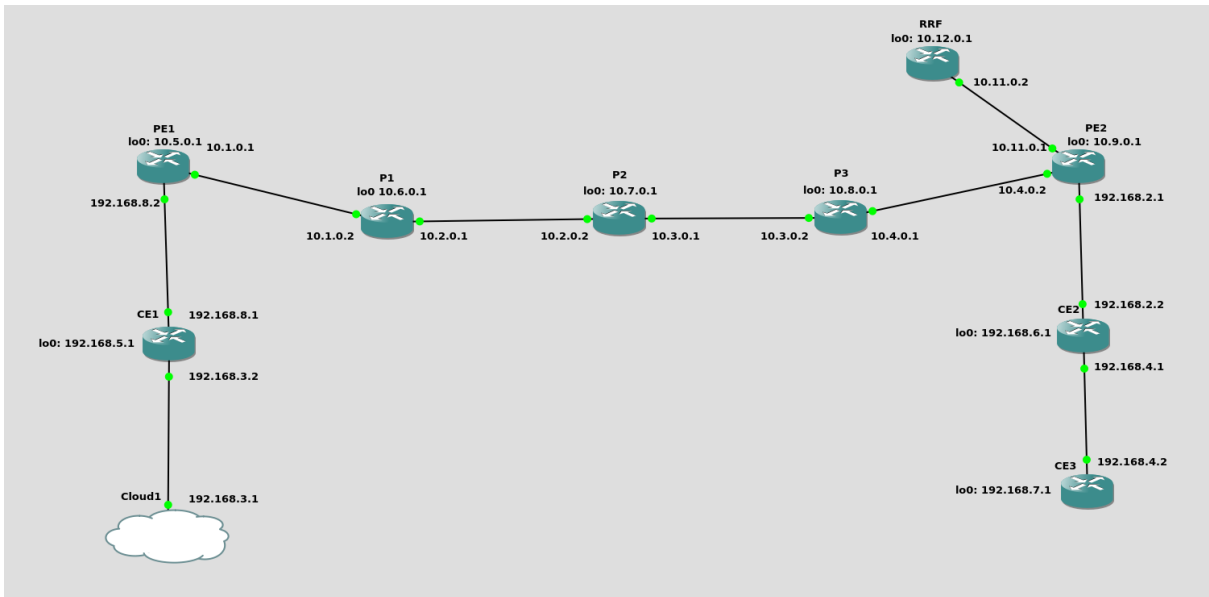 RRF
lo0: 10.12.0.1
10.11.0.2
PE1
lo0: 10.5.0.1
10.1.0.1
192.168.8.2
PE2
lo0: 10.9.0.1
10.11.0.1
10.4.0.2
192.168.2.1
P1
lo0 10.6.0.1
10.1.0.2
10.2.0.1
P2
lo0: 10.7.0.1
10.2.0.2
10.3.0.1
P3
lo0: 10.8.0.1
10.3.0.2
10.4.0.1
CE1
192.168.8.1
lo0: 192.168.5.1
192.168.3.2
192.168.2.2
CE2
lo0: 192.168.6.1
192.168.4.1
192.168.4.2
CE3
lo0: 192.168.7.1
Cloud1
192.168.3.1